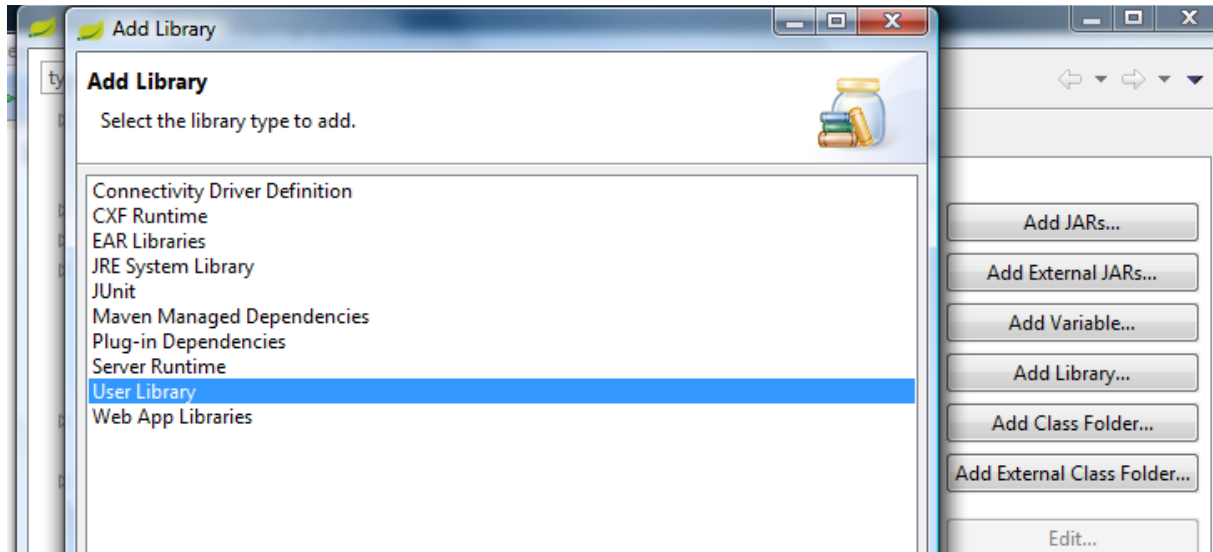 Add Library
ty
Add Library
Select the library type to add.
Connectivity Driver Definition
CXF Runtime
EAR Libraries
JRE System Library
JUnit
Maven Managed Dependencies
Plug-in Dependencies
Server Runtime
User Library
Web App Libraries
Add JARs...
Add External JARs...
Add Variable...
Add Library...
Add Class Folder...
Add External Class Folder...
Edit...